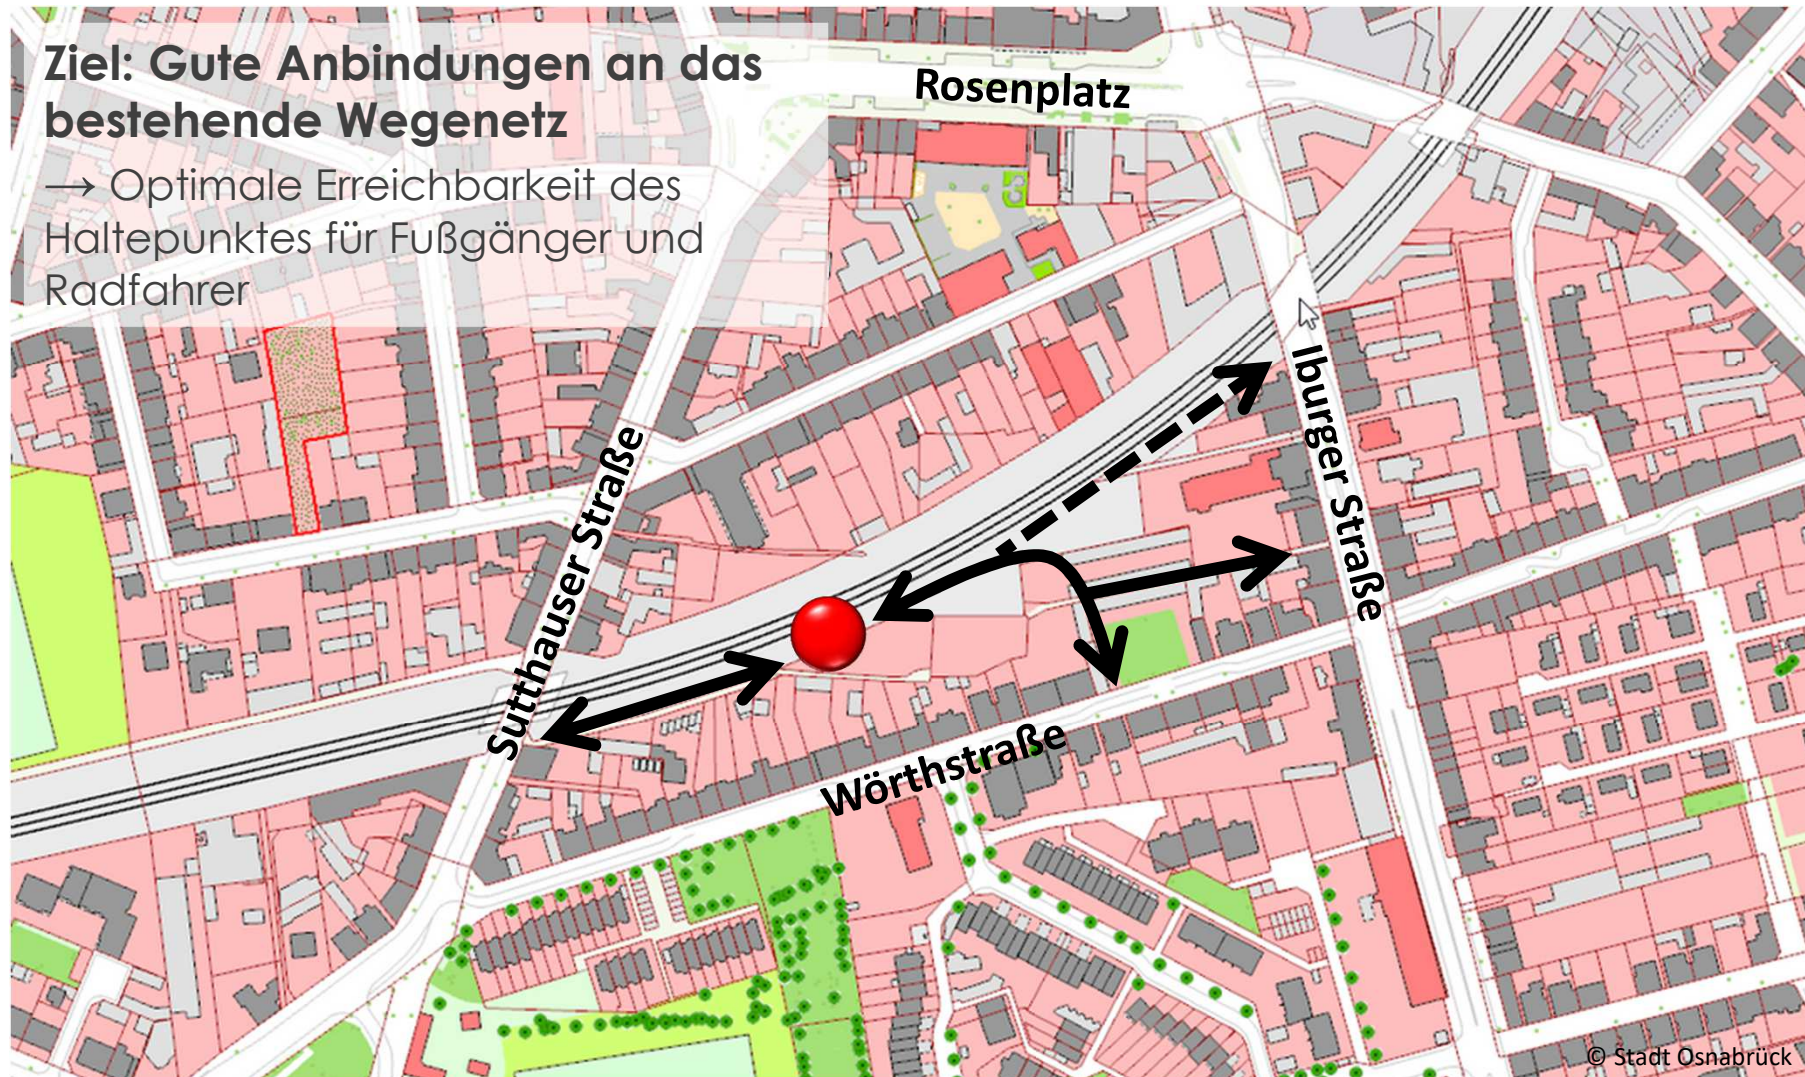 Ziel: Gute Anbindungen an das
bestehende Wegenetz
→ Optimale Erreichbarkeit des
Haltepunktes für Fußgänger und
Radfahrer
Rosenplatz
Iburger Straße
Sutthauser Straße
Wörthstraße
© Stadt Osnabrück